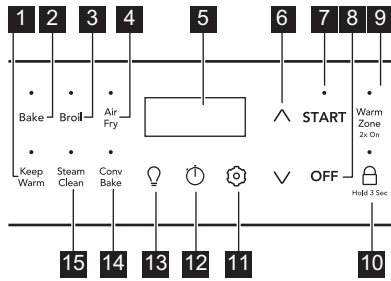 1 2 3 4 5 6 7 8 9
Bake Broil Air Fry START Warm Zone
2x On
Keep Warm Steam Clean Conv Bake OFF
Hold 3 Sec
15 14 13 12 11 10